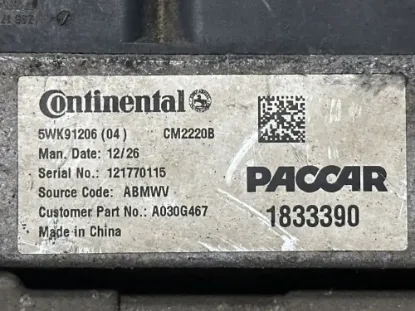 Continental
5WK91206 (04) CM2220B
Man. Date: 12/26
Serial No.: 121770115
Source Code: ABMWV
Customer Part No.: A030G467
Made in China
PACCAR
1833390